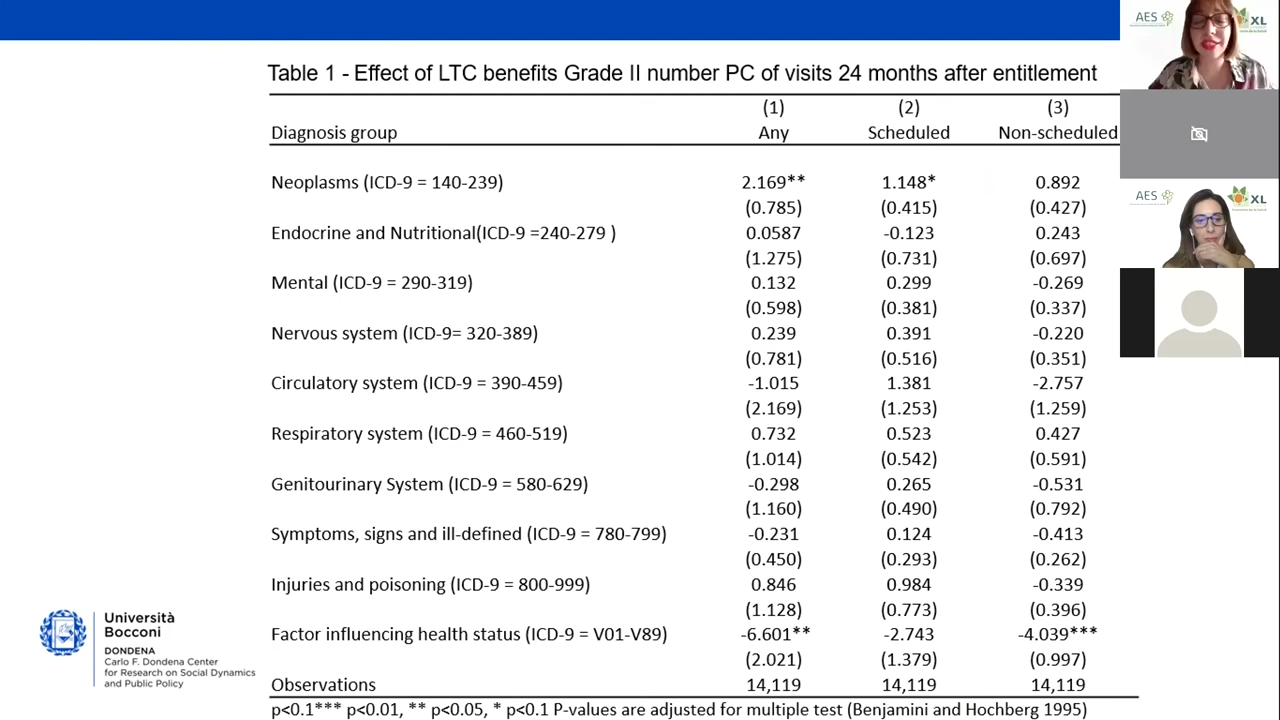 Table 1 - Effect of LTC benefits Grade II number PC of visits 24 months after entitlement
(1) (2) (3)
Diagnosis group Any Scheduled Non-scheduled
Neoplasms (ICD-9 = 140-239) 2.169** 1.148* 0.892
(0.785) (0.415) (0.427)
Endocrine and Nutritional(ICD-9 =240-279 ) 0.0587 -0.123 0.243
(1.275) (0.731) (0.697)
Mental (ICD-9 = 290-319) 0.132 0.299 -0.269
(0.598) (0.381) (0.337)
Nervous system (ICD-9= 320-389) 0.239 0.391 -0.220
(0.781) (0.516) (0.351)
Circulatory system (ICD-9 = 390-459) -1.015 1.381 -2.757
(2.169) (1.253) (1.259)
Respiratory system (ICD-9 = 460-519) 0.732 0.523 0.427
(1.014) (0.542) (0.591)
Genitourinary System (ICD-9 = 580-629) -0.298 0.265 -0.531
(1.160) (0.490) (0.792)
Symptoms, signs and ill-defined (ICD-9 = 780-799) -0.231 0.124 -0.413
(0.450) (0.293) (0.262)
Injuries and poisoning (ICD-9 = 800-999) 0.846 0.984 -0.339
(1.128) (0.773) (0.396)
Factor influencing health status (ICD-9 = V01-V89) -6.601** -2.743 -4.039***
(2.021) (1.379) (0.997)
Observations 14,119 14,119 14,119
p<0.1*** p<0.01, ** p<0.05, * p<0.1 P-values are adjusted for multiple test (Benjamini and Hochberg 1995)
Università
Bocconi
DONDENA
Carlo F. Dondena Center
for Research on Social Dynamics
and Public Policy
AES XL
AES XL